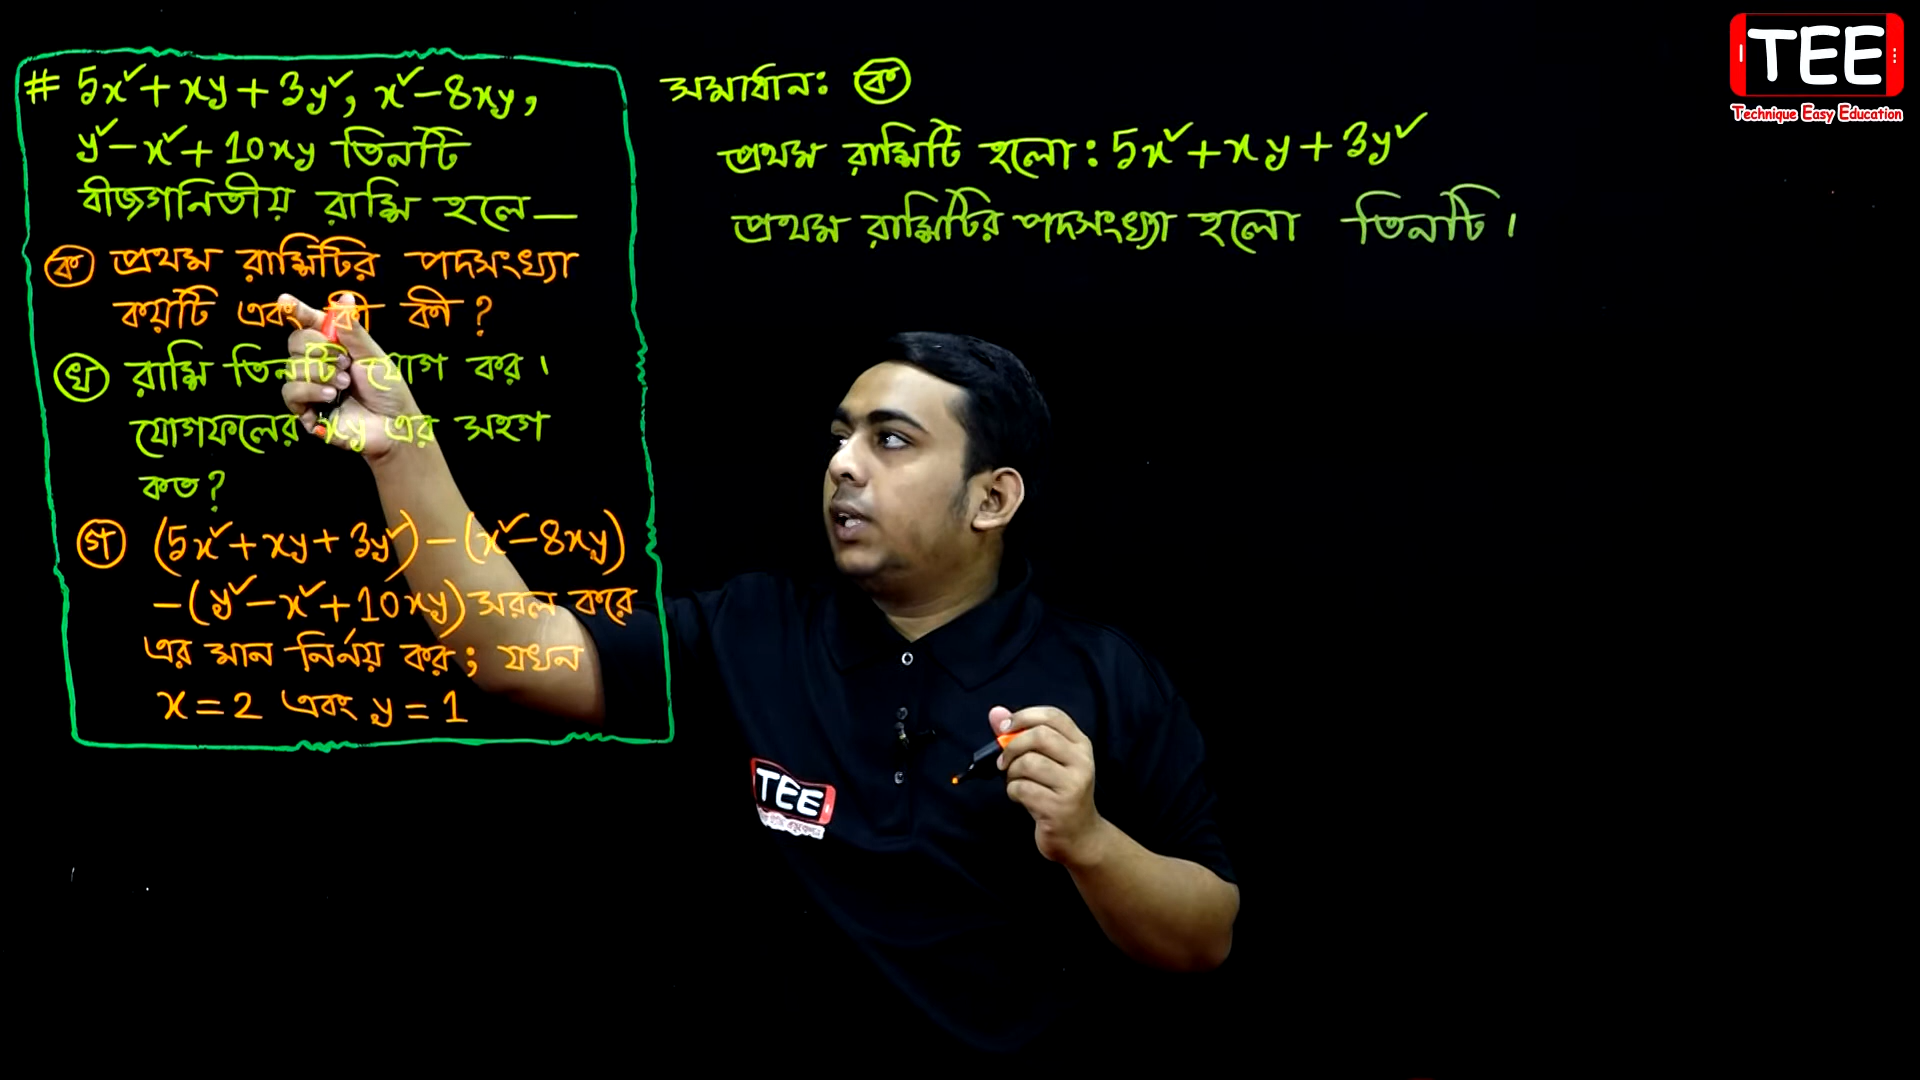 # 5x² + xy + 3y², x² - 8xy,
y² - x² + 10xy তিনটি
বীজগনিতীয় রাশি হলে—
ক প্রথম রাশিটির পদসংখ্যা
কয়টি এবং কী কী ?
খ রাশি তিনটি যোগ কর ।
যোগফলের xy এর সহগ
কত ?
গ (5x² + xy + 3y²) - (x² - 8xy)
- (y² - x² + 10xy) সরল করে
এর মান নির্নয় কর ; যখন
x = 2 এবং y = 1
সমাধান: ক
প্রথম রাশিটি হলো : 5x² + xy + 3y²
প্রথম রাশিটির পদসংখ্যা হলো তিনটি ।
TEE
Technique Easy Education
TEE